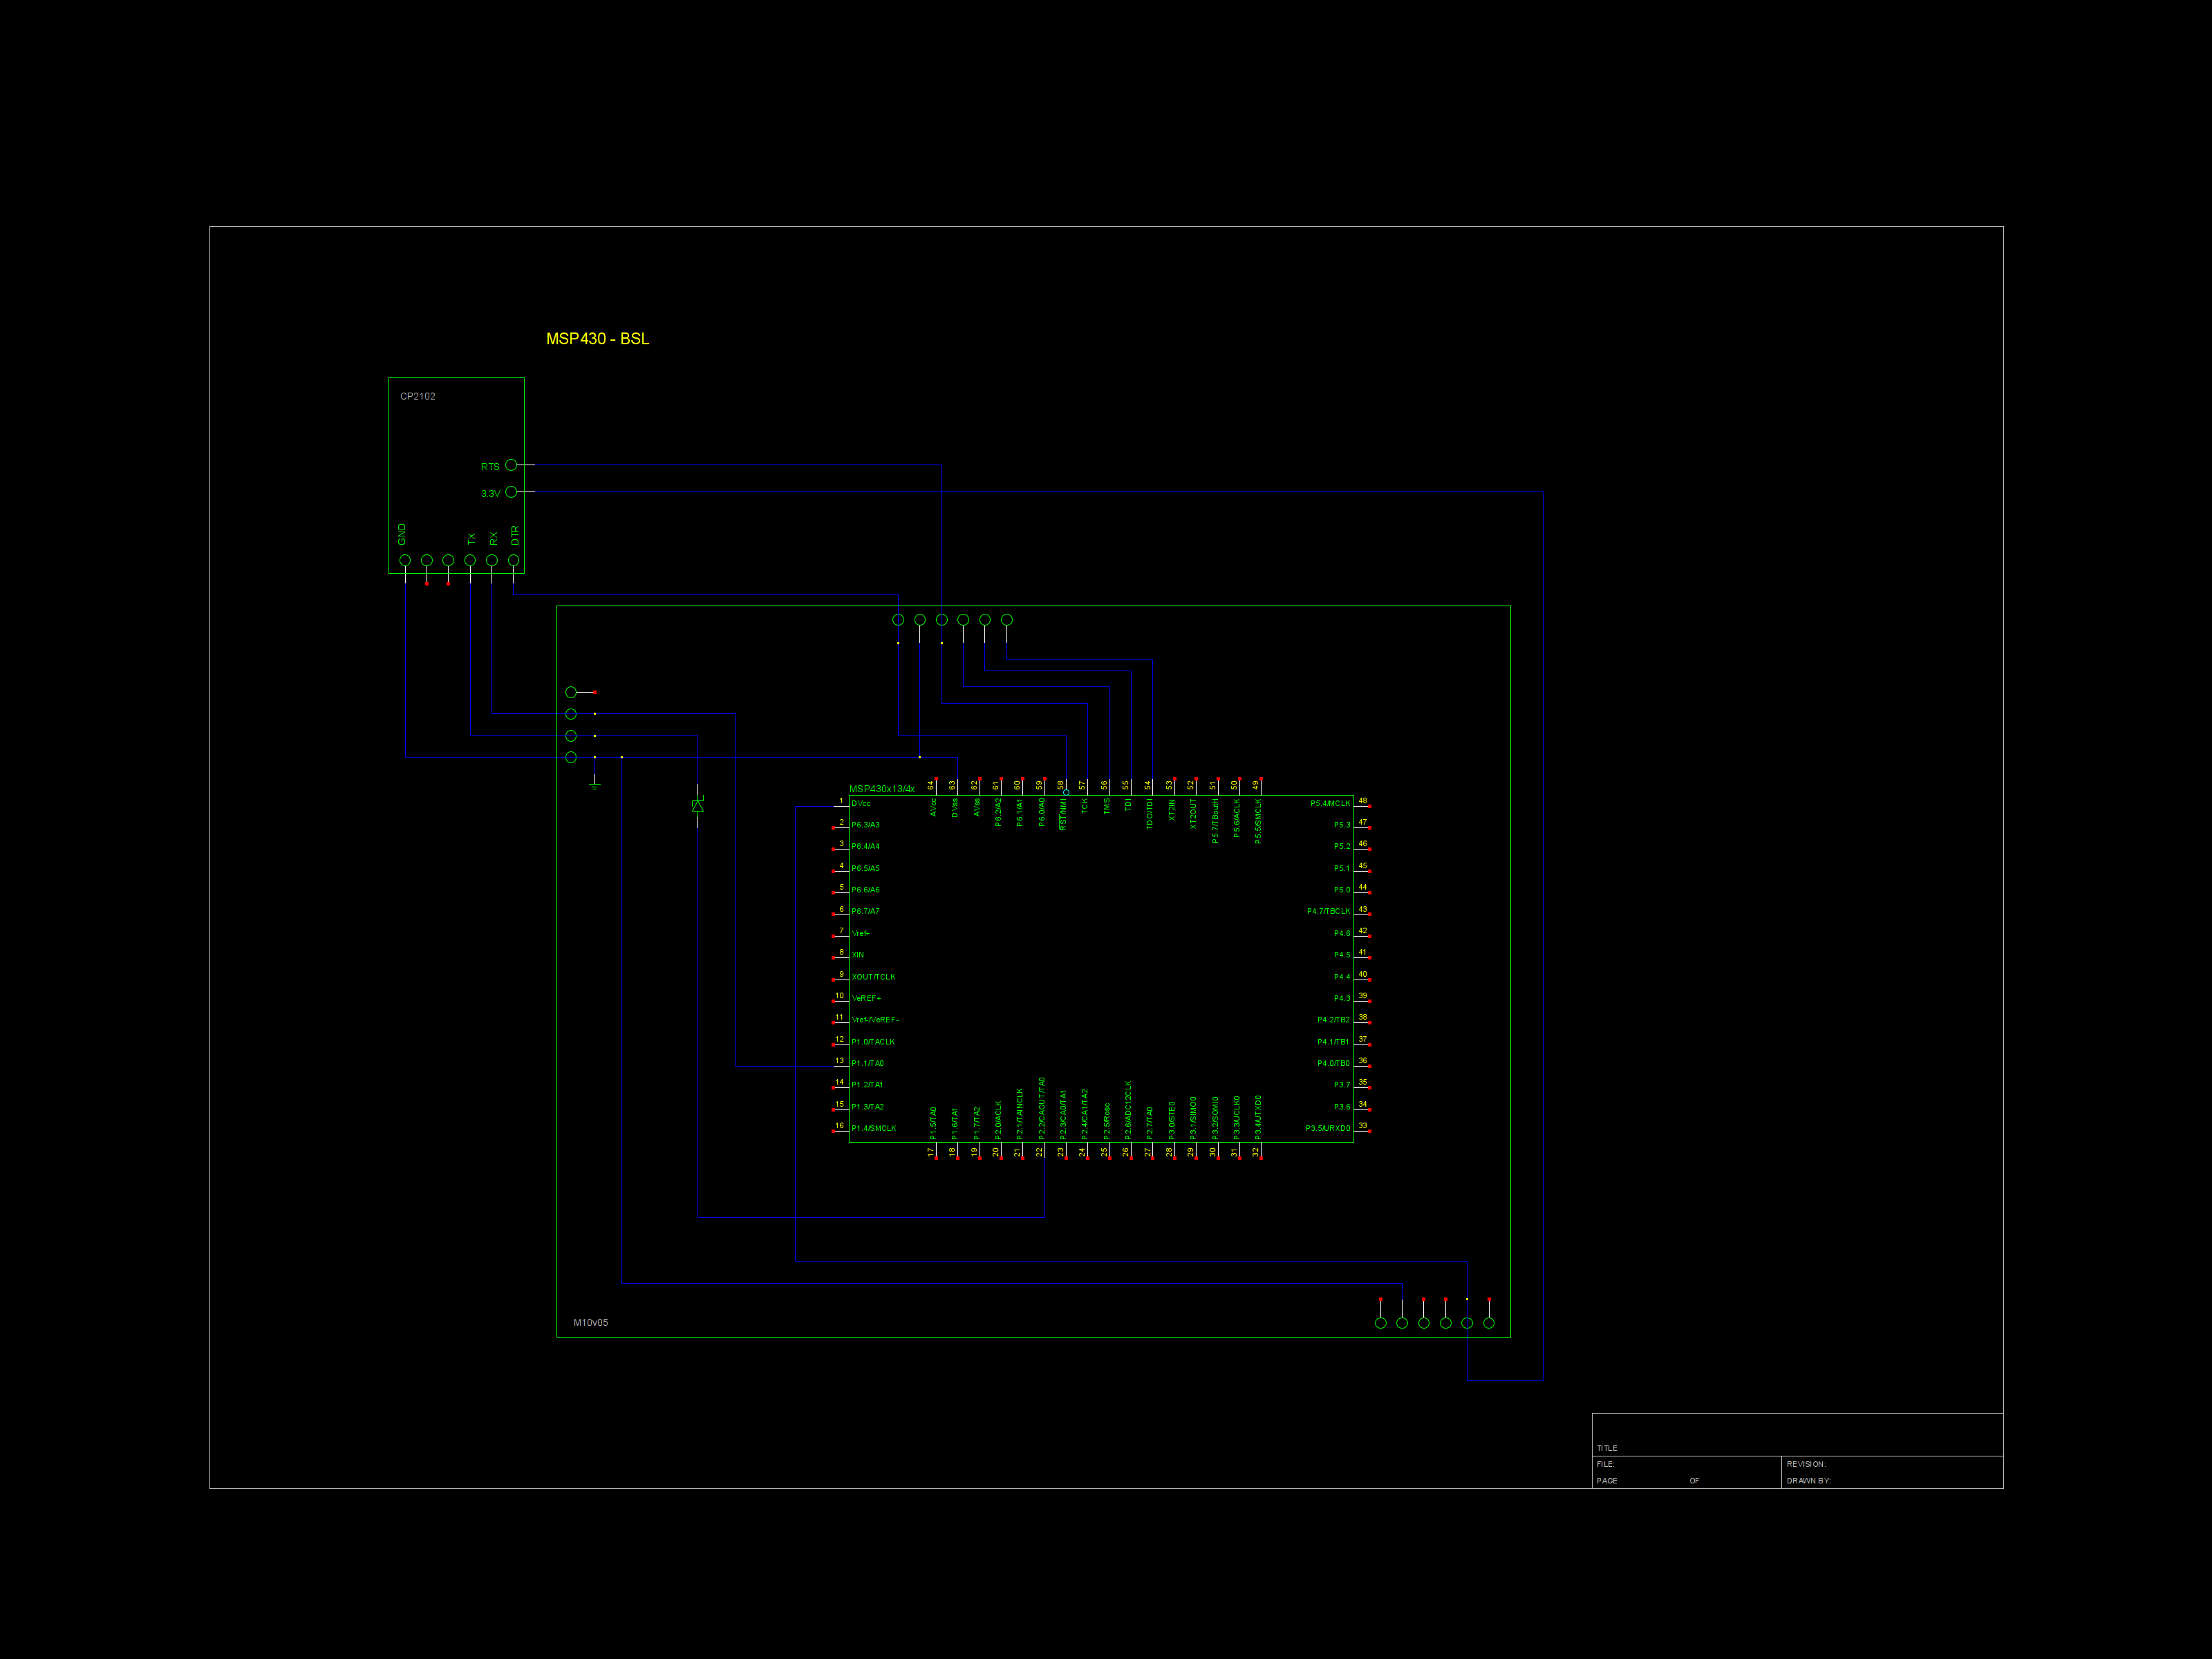 MSP430 - BSL
CP2102
RTS
3.3V
GND
TX
RX
DTR
MSP430x13/4x
64 AVcc
63 DVss
62 AVss
61 P6.2/A2
60 P6.1/A1
59 P6.0/A0
58 RST/NMI
57 TCK
56 TMS
55 TDI
54 TDO/TDI
53 XT2IN
52 XT2OUT
51 P5.7/TBoutH
50 P5.6/ACLK
49 P5.5/SMCLK
1 DVcc
2 P6.3/A3
3 P6.4/A4
4 P6.5/A5
5 P6.6/A6
6 P6.7/A7
7 Vref+
8 XIN
9 XOUT/TCLK
10 VeREF+
11 Vref-/VeREF-
12 P1.0/TACLK
13 P1.1/TA0
14 P1.2/TA1
15 P1.3/TA2
16 P1.4/SMCLK
P5.4/MCLK 48
P5.3 47
P5.2 46
P5.1 45
P5.0 44
P4.7/TBCLK 43
P4.6 42
P4.5 41
P4.4 40
P4.3 39
P4.2/TB2 38
P4.1/TB1 37
P4.0/TB0 36
P3.7 35
P3.6 34
P3.5/URXD0 33
17 P1.5/TA0
18 P1.6/TA1
19 P1.7/TA2
20 P2.0/ACLK
21 P2.1/TAINCLK
22 P2.2/CAOUT/TA0
23 P2.3/CA0/TA1
24 P2.4/CA1/TA2
25 P2.5/Rosc
26 P2.6/ADC12CLK
27 P2.7/TA0
28 P3.0/STE0
29 P3.1/SIMO0
30 P3.2/SOMI0
31 P3.3/UCLK0
32 P3.4/UTXD0
M10v05
TITLE
FILE:
REVISION:
PAGE OF
DRAWN BY: